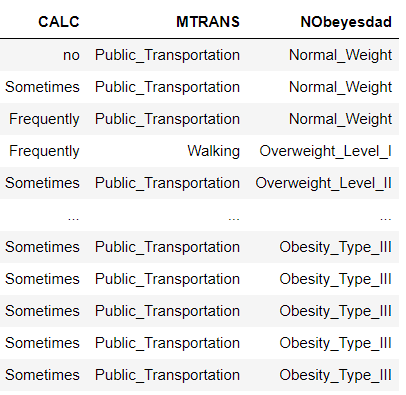 CALC MTRANS NObeyesdad
no Public_Transportation Normal_Weight
Sometimes Public_Transportation Normal_Weight
Frequently Public_Transportation Normal_Weight
Frequently Walking Overweight_Level_I
Sometimes Public_Transportation Overweight_Level_II
... ... ...
Sometimes Public_Transportation Obesity_Type_III
Sometimes Public_Transportation Obesity_Type_III
Sometimes Public_Transportation Obesity_Type_III
Sometimes Public_Transportation Obesity_Type_III
Sometimes Public_Transportation Obesity_Type_III